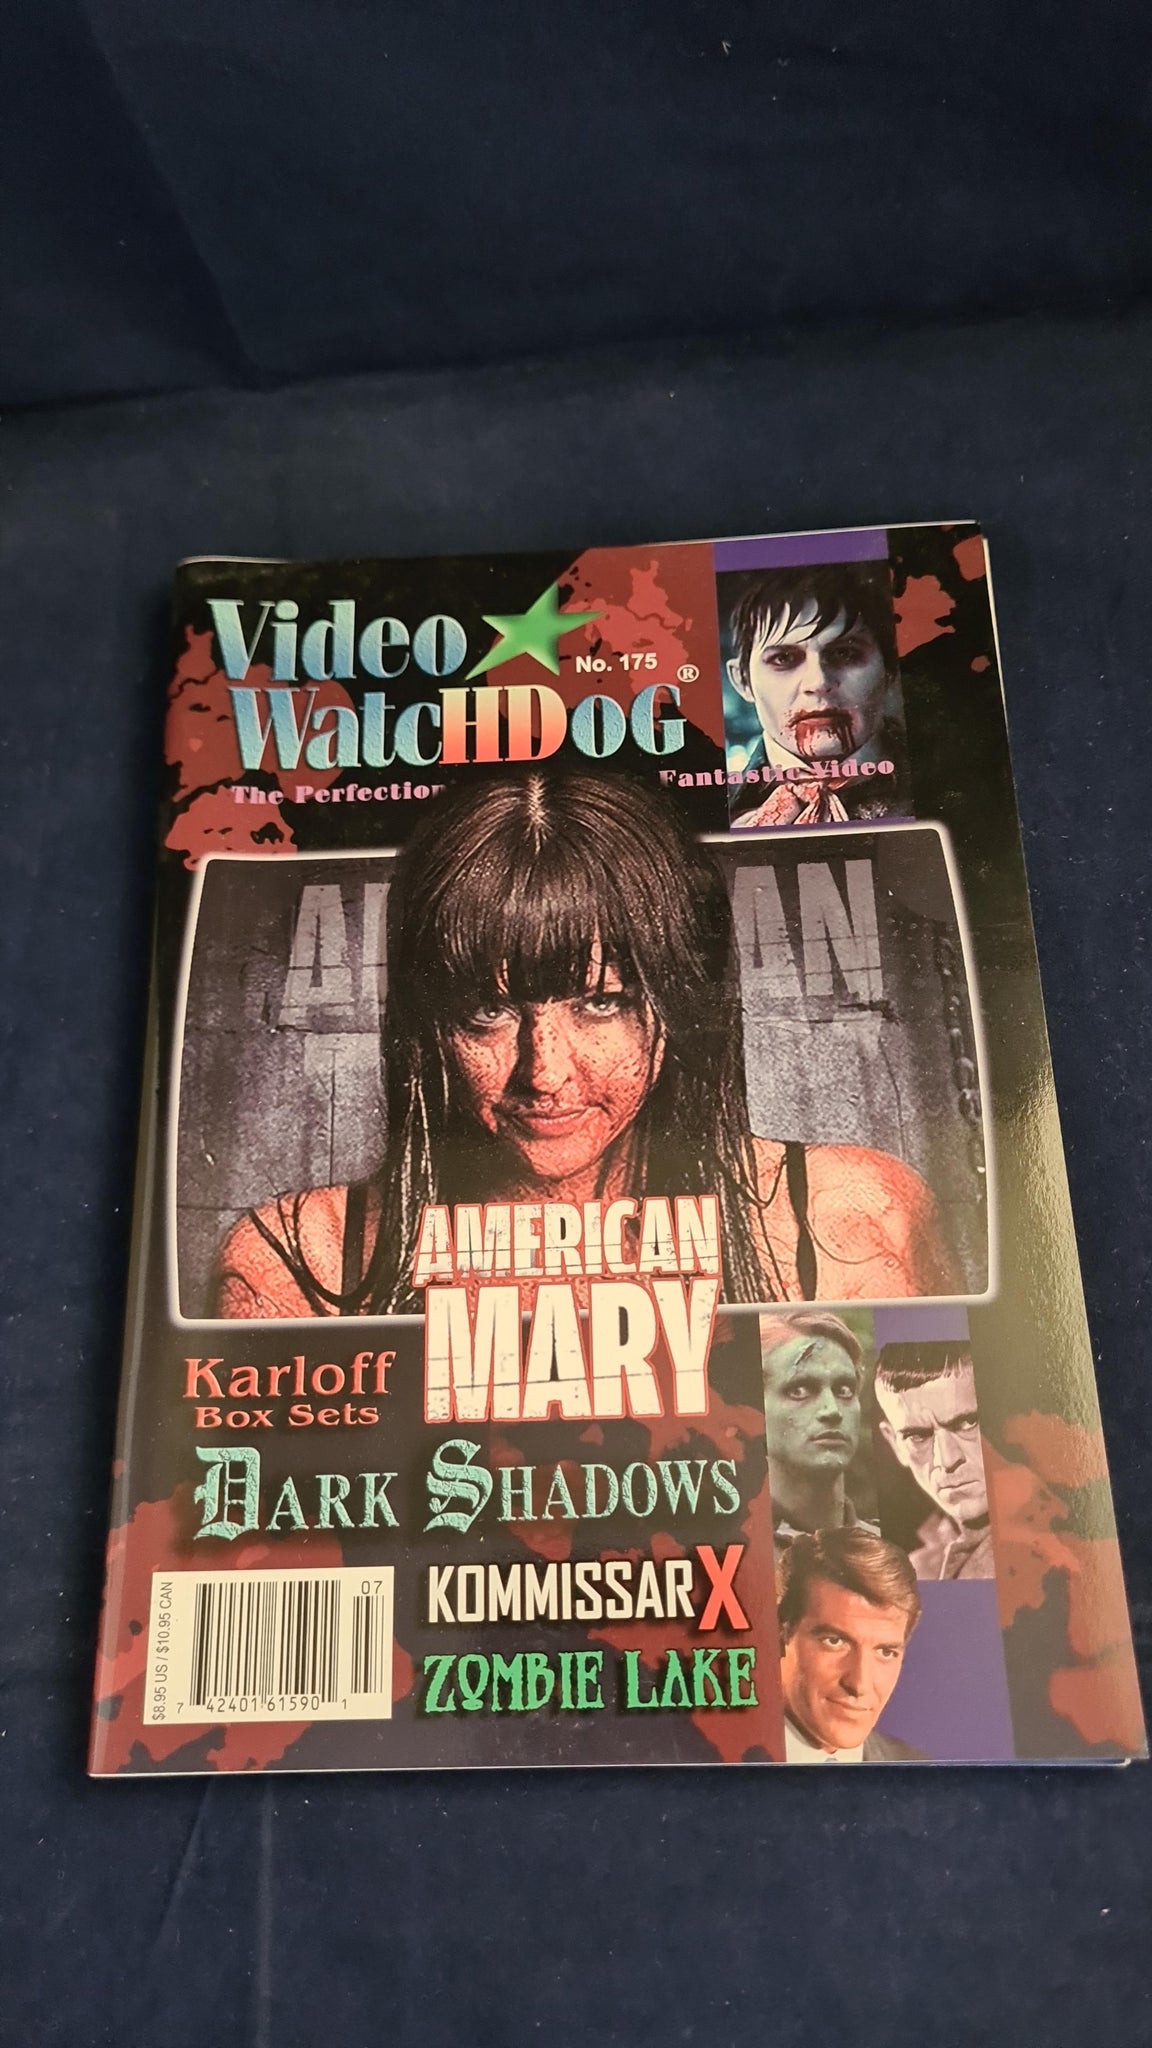 Video
No. 175
WatcHDoG®
The Perfection
Fantastic Video
AN
AMERICAN
MARY
Karloff
Box Sets
DARK SHADOWS
KOMMISSAR X
ZOMBIE LAKE
$8.95 US / $10.95 CAN
07
7 42401 61590 1